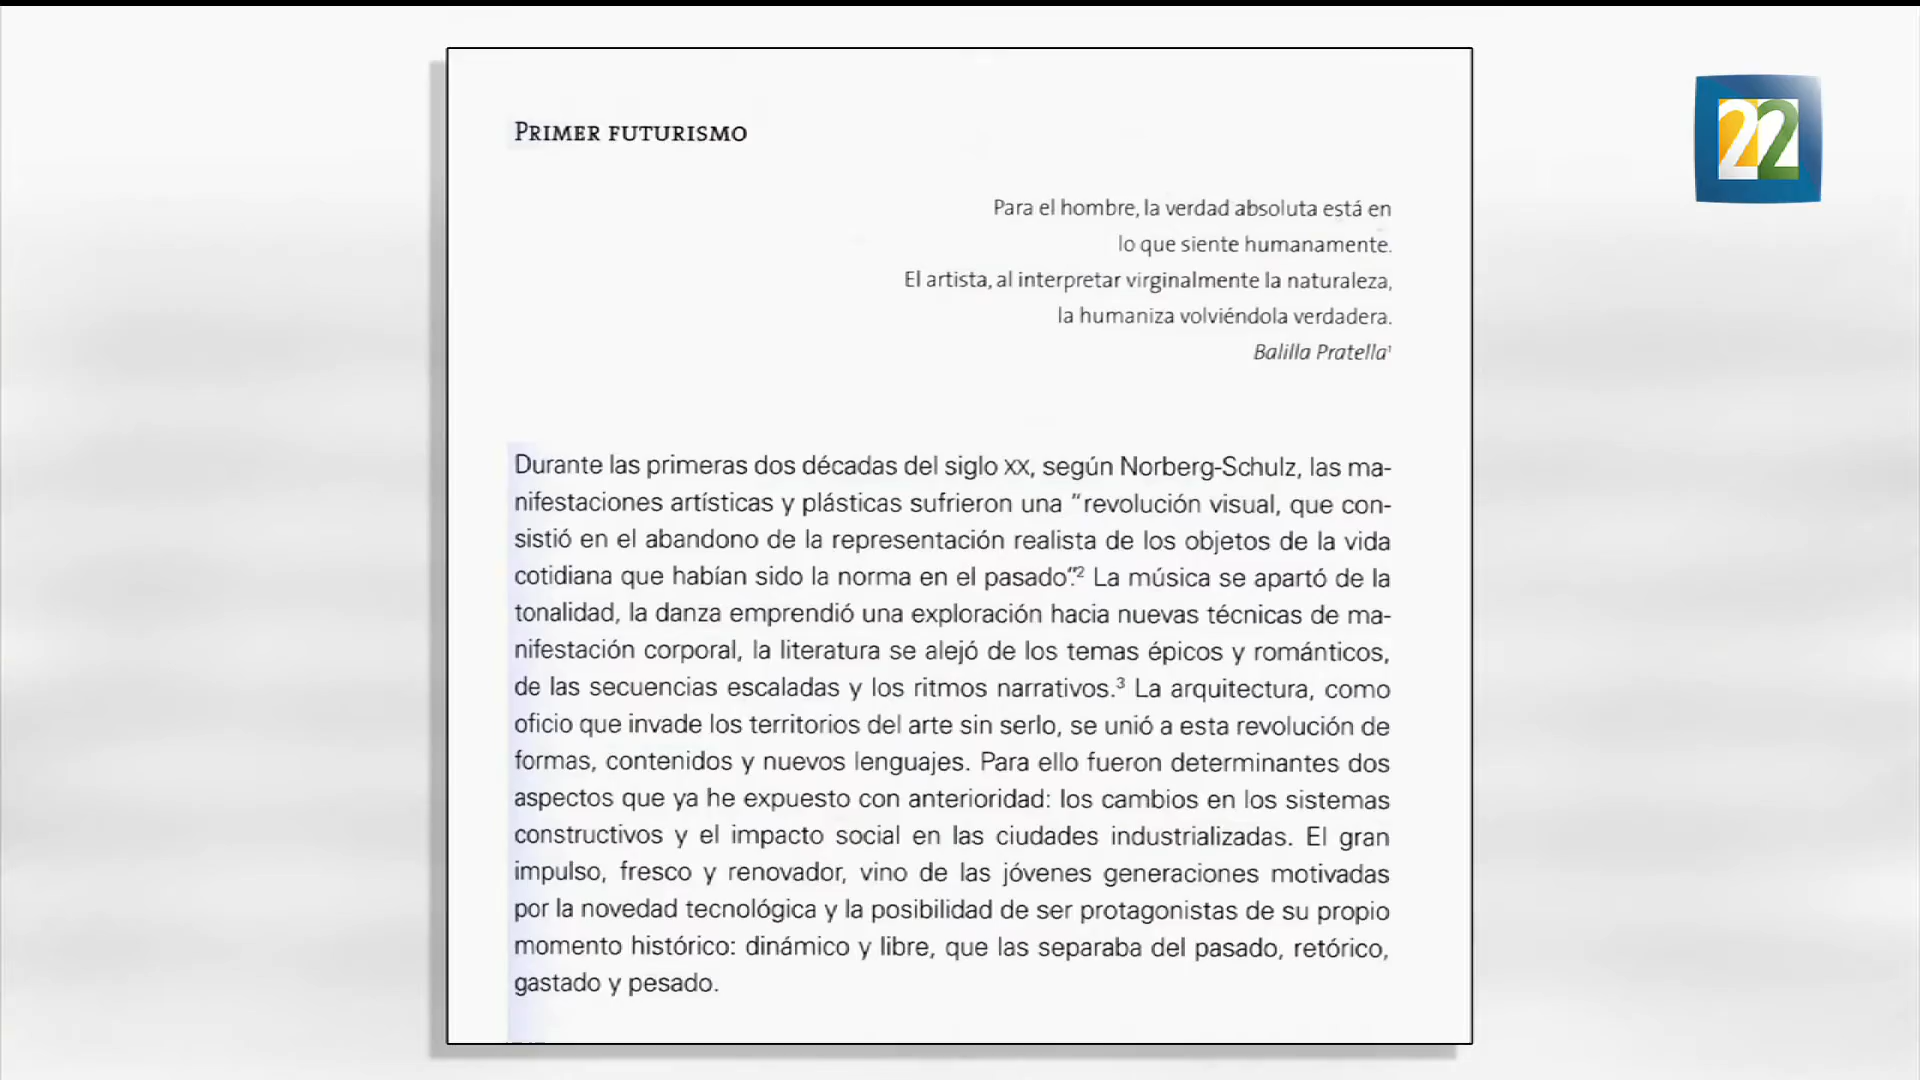 PRIMER FUTURISMO
22
Para el hombre, la verdad absoluta está en
lo que siente humanamente.
El artista, al interpretar virginalmente la naturaleza,
la humaniza volviéndola verdadera.
Balilla Pratella¹
Durante las primeras dos décadas del siglo XX, según Norberg-Schulz, las ma-
nifestaciones artísticas y plásticas sufrieron una “revolución visual, que con-
sistió en el abandono de la representación realista de los objetos de la vida
cotidiana que habían sido la norma en el pasado”.² La música se apartó de la
tonalidad, la danza emprendió una exploración hacia nuevas técnicas de ma-
nifestación corporal, la literatura se alejó de los temas épicos y románticos,
de las secuencias escaladas y los ritmos narrativos.³ La arquitectura, como
oficio que invade los territorios del arte sin serlo, se unió a esta revolución de
formas, contenidos y nuevos lenguajes. Para ello fueron determinantes dos
aspectos que ya he expuesto con anterioridad: los cambios en los sistemas
constructivos y el impacto social en las ciudades industrializadas. El gran
impulso, fresco y renovador, vino de las jóvenes generaciones motivadas
por la novedad tecnológica y la posibilidad de ser protagonistas de su propio
momento histórico: dinámico y libre, que las separaba del pasado, retórico,
gastado y pesado.